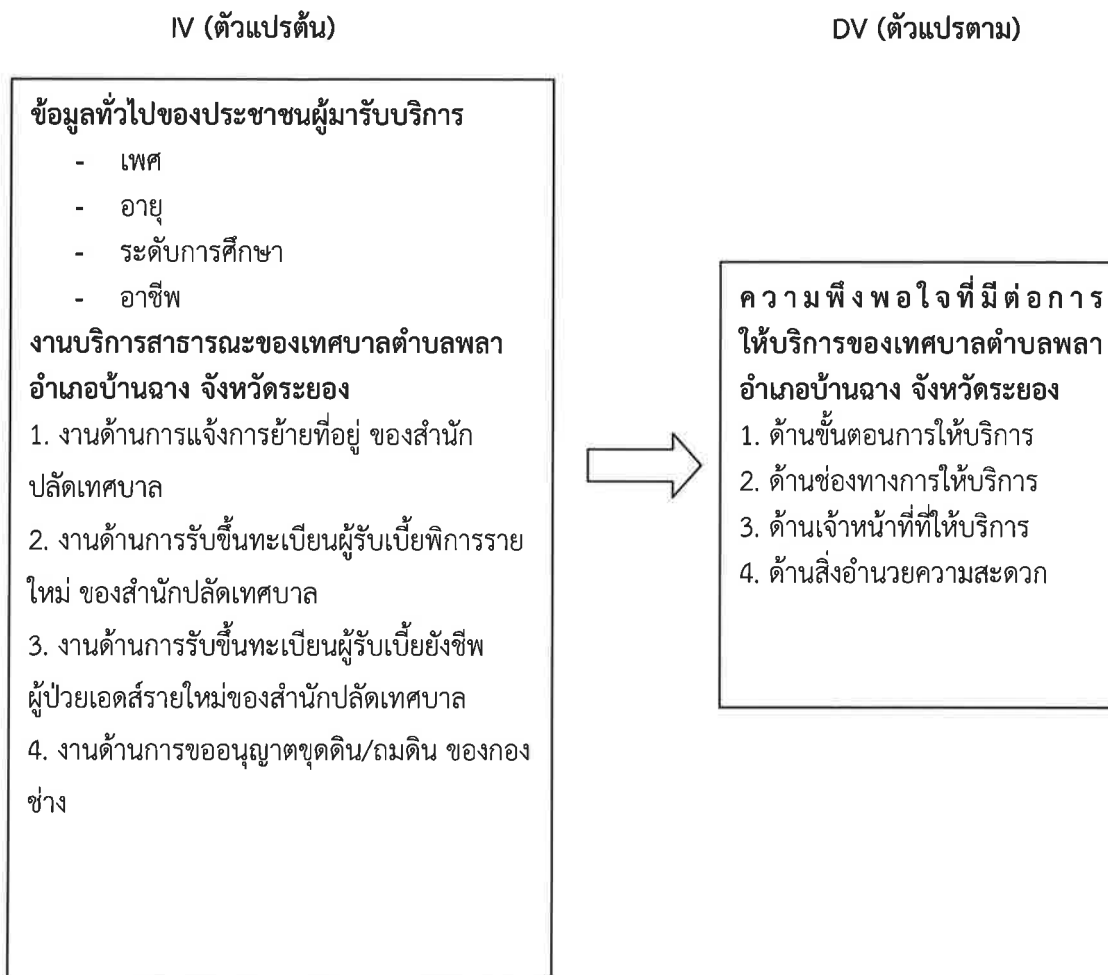 IV (ตัวแปรต้น)
DV (ตัวแปรตาม)
ข้อมูลทั่วไปของประชาชนผู้มารับบริการ
- เพศ
- อายุ
- ระดับการศึกษา
- อาชีพ
งานบริการสาธารณะของเทศบาลตำบลพลา
อำเภอบ้านฉาง จังหวัดระยอง
1. งานด้านการแจ้งการย้ายที่อยู่ ของสำนัก
ปลัดเทศบาล
2. งานด้านการรับขึ้นทะเบียนผู้รับเบี้ยพิการราย
ใหม่ ของสำนักปลัดเทศบาล
3. งานด้านการรับขึ้นทะเบียนผู้รับเบี้ยยังชีพ
ผู้ป่วยเอดส์รายใหม่ของสำนักปลัดเทศบาล
4. งานด้านการขออนุญาตขุดดิน/ถมดิน ของกอง
ช่าง
ความพึงพอใจที่มีต่อการ
ให้บริการของเทศบาลตำบลพลา
อำเภอบ้านฉาง จังหวัดระยอง
1. ด้านขั้นตอนการให้บริการ
2. ด้านช่องทางการให้บริการ
3. ด้านเจ้าหน้าที่ที่ให้บริการ
4. ด้านสิ่งอำนวยความสะดวก